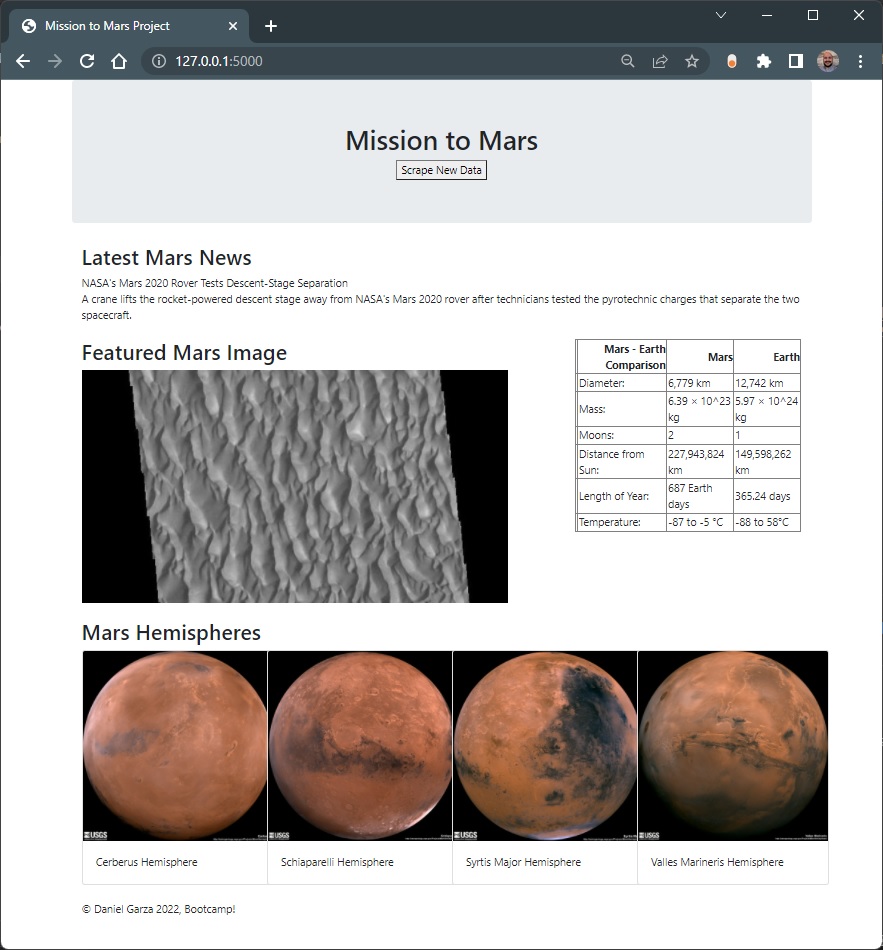 Mission to Mars Project
127.0.0.1:5000
Mission to Mars
Scrape New Data
Latest Mars News
NASA's Mars 2020 Rover Tests Descent-Stage Separation
A crane lifts the rocket-powered descent stage away from NASA's Mars 2020 rover after technicians tested the pyrotechnic charges that separate the two
spacecraft.
Featured Mars Image
Mars - Earth
Comparison
Mars
Earth
Diameter:
6,779 km
12,742 km
Mass:
6.39 × 10^23
kg
5.97 × 10^24
kg
Moons:
2
1
Distance from
Sun:
227,943,824
km
149,598,262
km
Length of Year:
687 Earth
days
365.24 days
Temperature:
-87 to -5 °C
-88 to 58°C
Mars Hemispheres
USGS
USGS
USGS
USGS
Cerberus Hemisphere
Schiaparelli Hemisphere
Syrtis Major Hemisphere
Valles Marineris Hemisphere
© Daniel Garza 2022, Bootcamp!